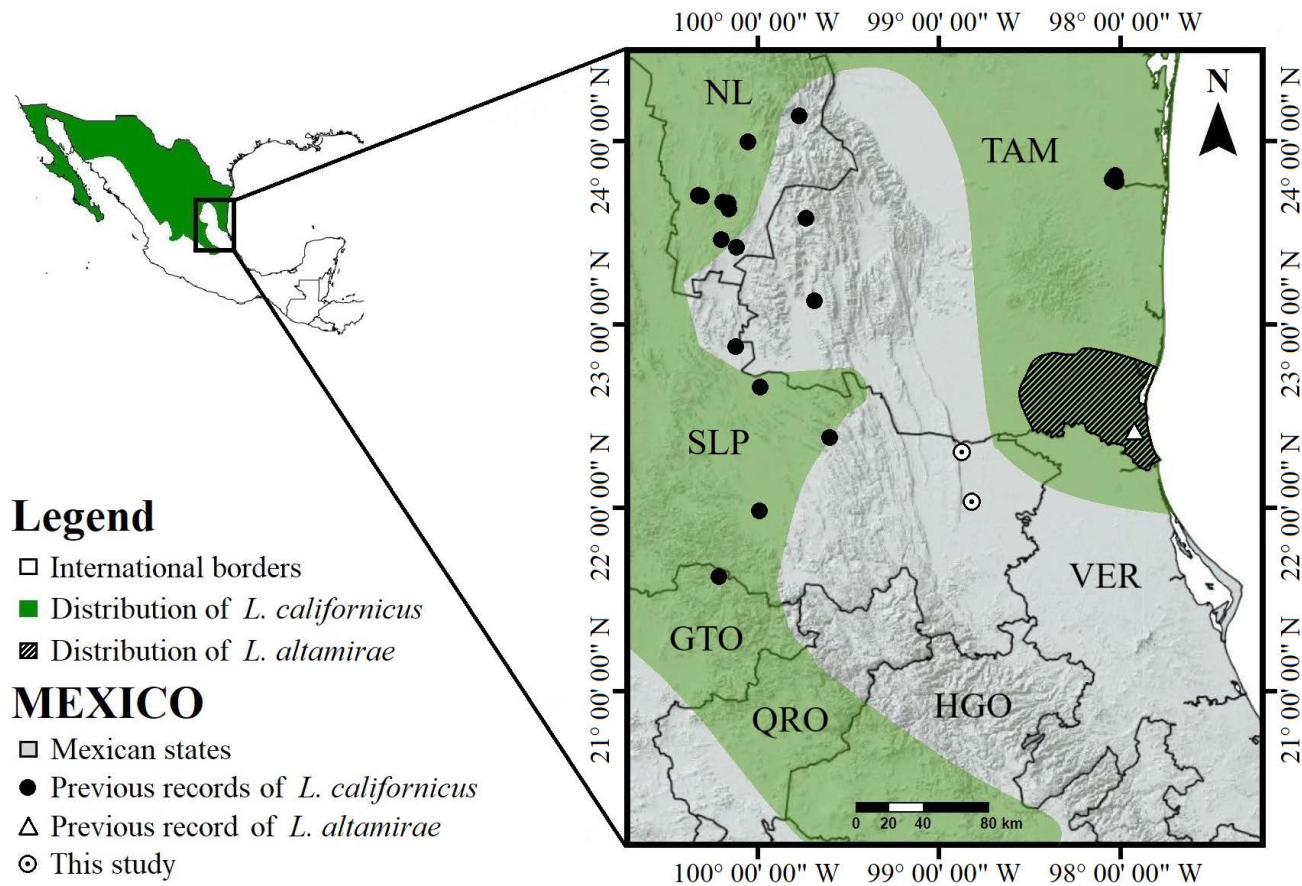 100° 00' 00" W 99° 00' 00" W 98° 00' 00" W
N
NL
TAM
24° 00' 00" N
24° 00' 00" N
23° 00' 00" N
23° 00' 00" N
SLP
22° 00' 00" N
22° 00' 00" N
VER
GTO
21° 00' 00" N
21° 00' 00" N
QRO
HGO
0 20 40 80 km
100° 00' 00" W 99° 00' 00" W 98° 00' 00" W
Legend
International borders
Distribution of L. californicus
Distribution of L. altamirae
MEXICO
Mexican states
Previous records of L. californicus
Previous record of L. altamirae
This study